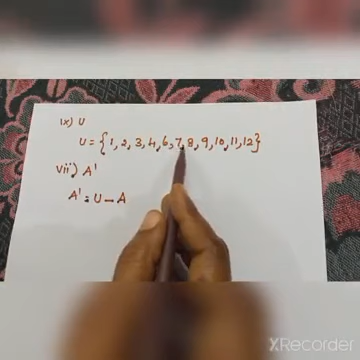 ix) U
U = {1, 2, 3, 4, 6, 7, 8, 9, 10, 11, 12}
vii) A'
A' = U - A
XRecorder